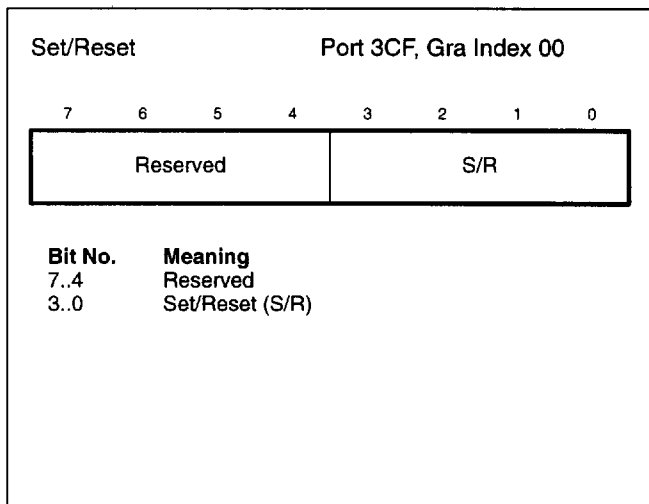 Set/Reset Port 3CF, Gra Index 00
7 6 5 4 3 2 1 0
Reserved S/R
Bit No. Meaning
7..4 Reserved
3..0 Set/Reset (S/R)